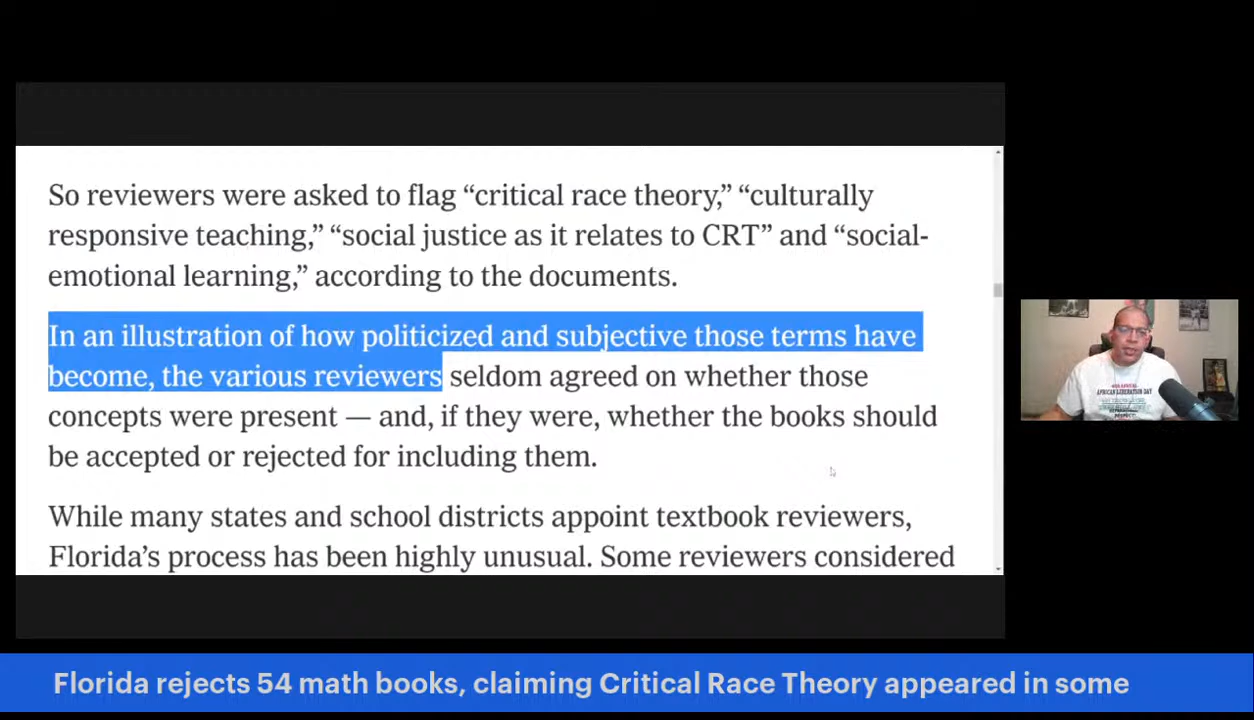 So reviewers were asked to flag “critical race theory,” “culturally
responsive teaching,” “social justice as it relates to CRT” and “social-
emotional learning,” according to the documents.
In an illustration of how politicized and subjective those terms have
become, the various reviewers seldom agreed on whether those
concepts were present — and, if they were, whether the books should
be accepted or rejected for including them.
While many states and school districts appoint textbook reviewers,
Florida’s process has been highly unusual. Some reviewers considered
AFRICAN LIBERATION DAY
Florida rejects 54 math books, claiming Critical Race Theory appeared in some